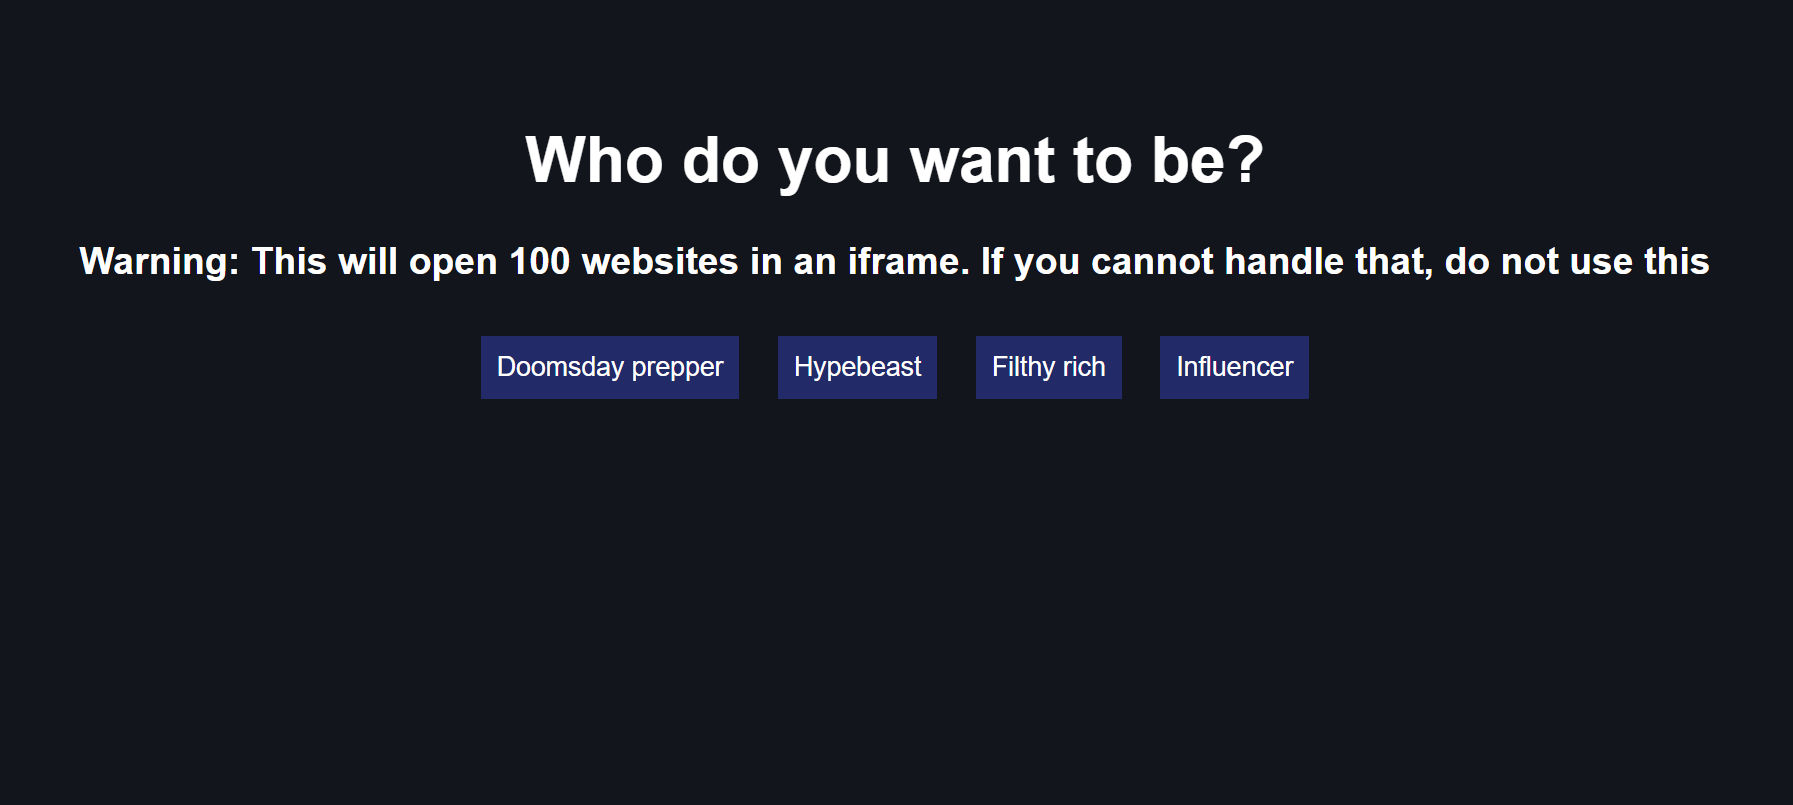 Who do you want to be?
Warning: This will open 100 websites in an iframe. If you cannot handle that, do not use this
Doomsday prepper Hypebeast Filthy rich Influencer